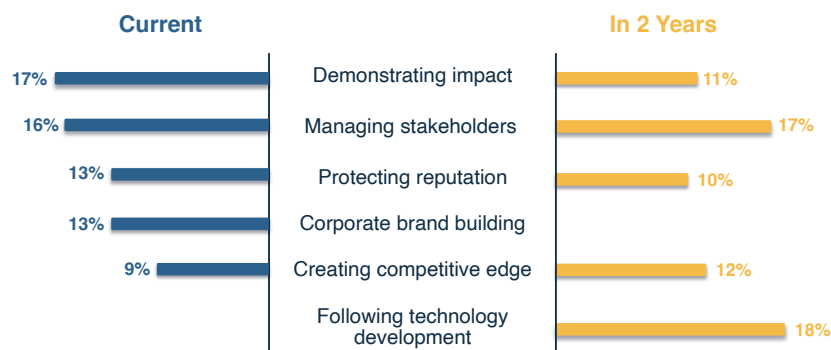 Current In 2 Years
17% Demonstrating impact 11%
16% Managing stakeholders 17%
13% Protecting reputation 10%
13% Corporate brand building
9% Creating competitive edge 12%
Following technology
development 18%